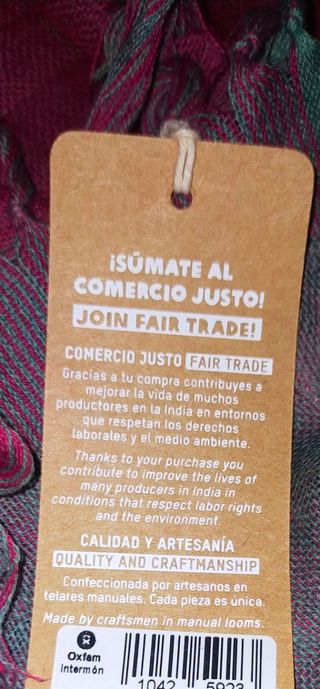 ¡SÚMATE AL
COMERCIO JUSTO!
JOIN FAIR TRADE!
COMERCIO JUSTO FAIR TRADE
Gracias a tu compra contribuyes a
mejorar la vida de muchos
productores en la India en entornos
que respetan los derechos
laborales y el medio ambiente.
Thanks to your purchase you
contribute to improve the lives of
many producers in India in
conditions that respect labor rights
and the environment.
CALIDAD Y ARTESANÍA
QUALITY AND CRAFTMANSHIP
Confeccionada por artesanos en
telares manuales. Cada pieza es única.
Made by craftsmen in manual looms.
Oxfam
Intermón
1042 5923